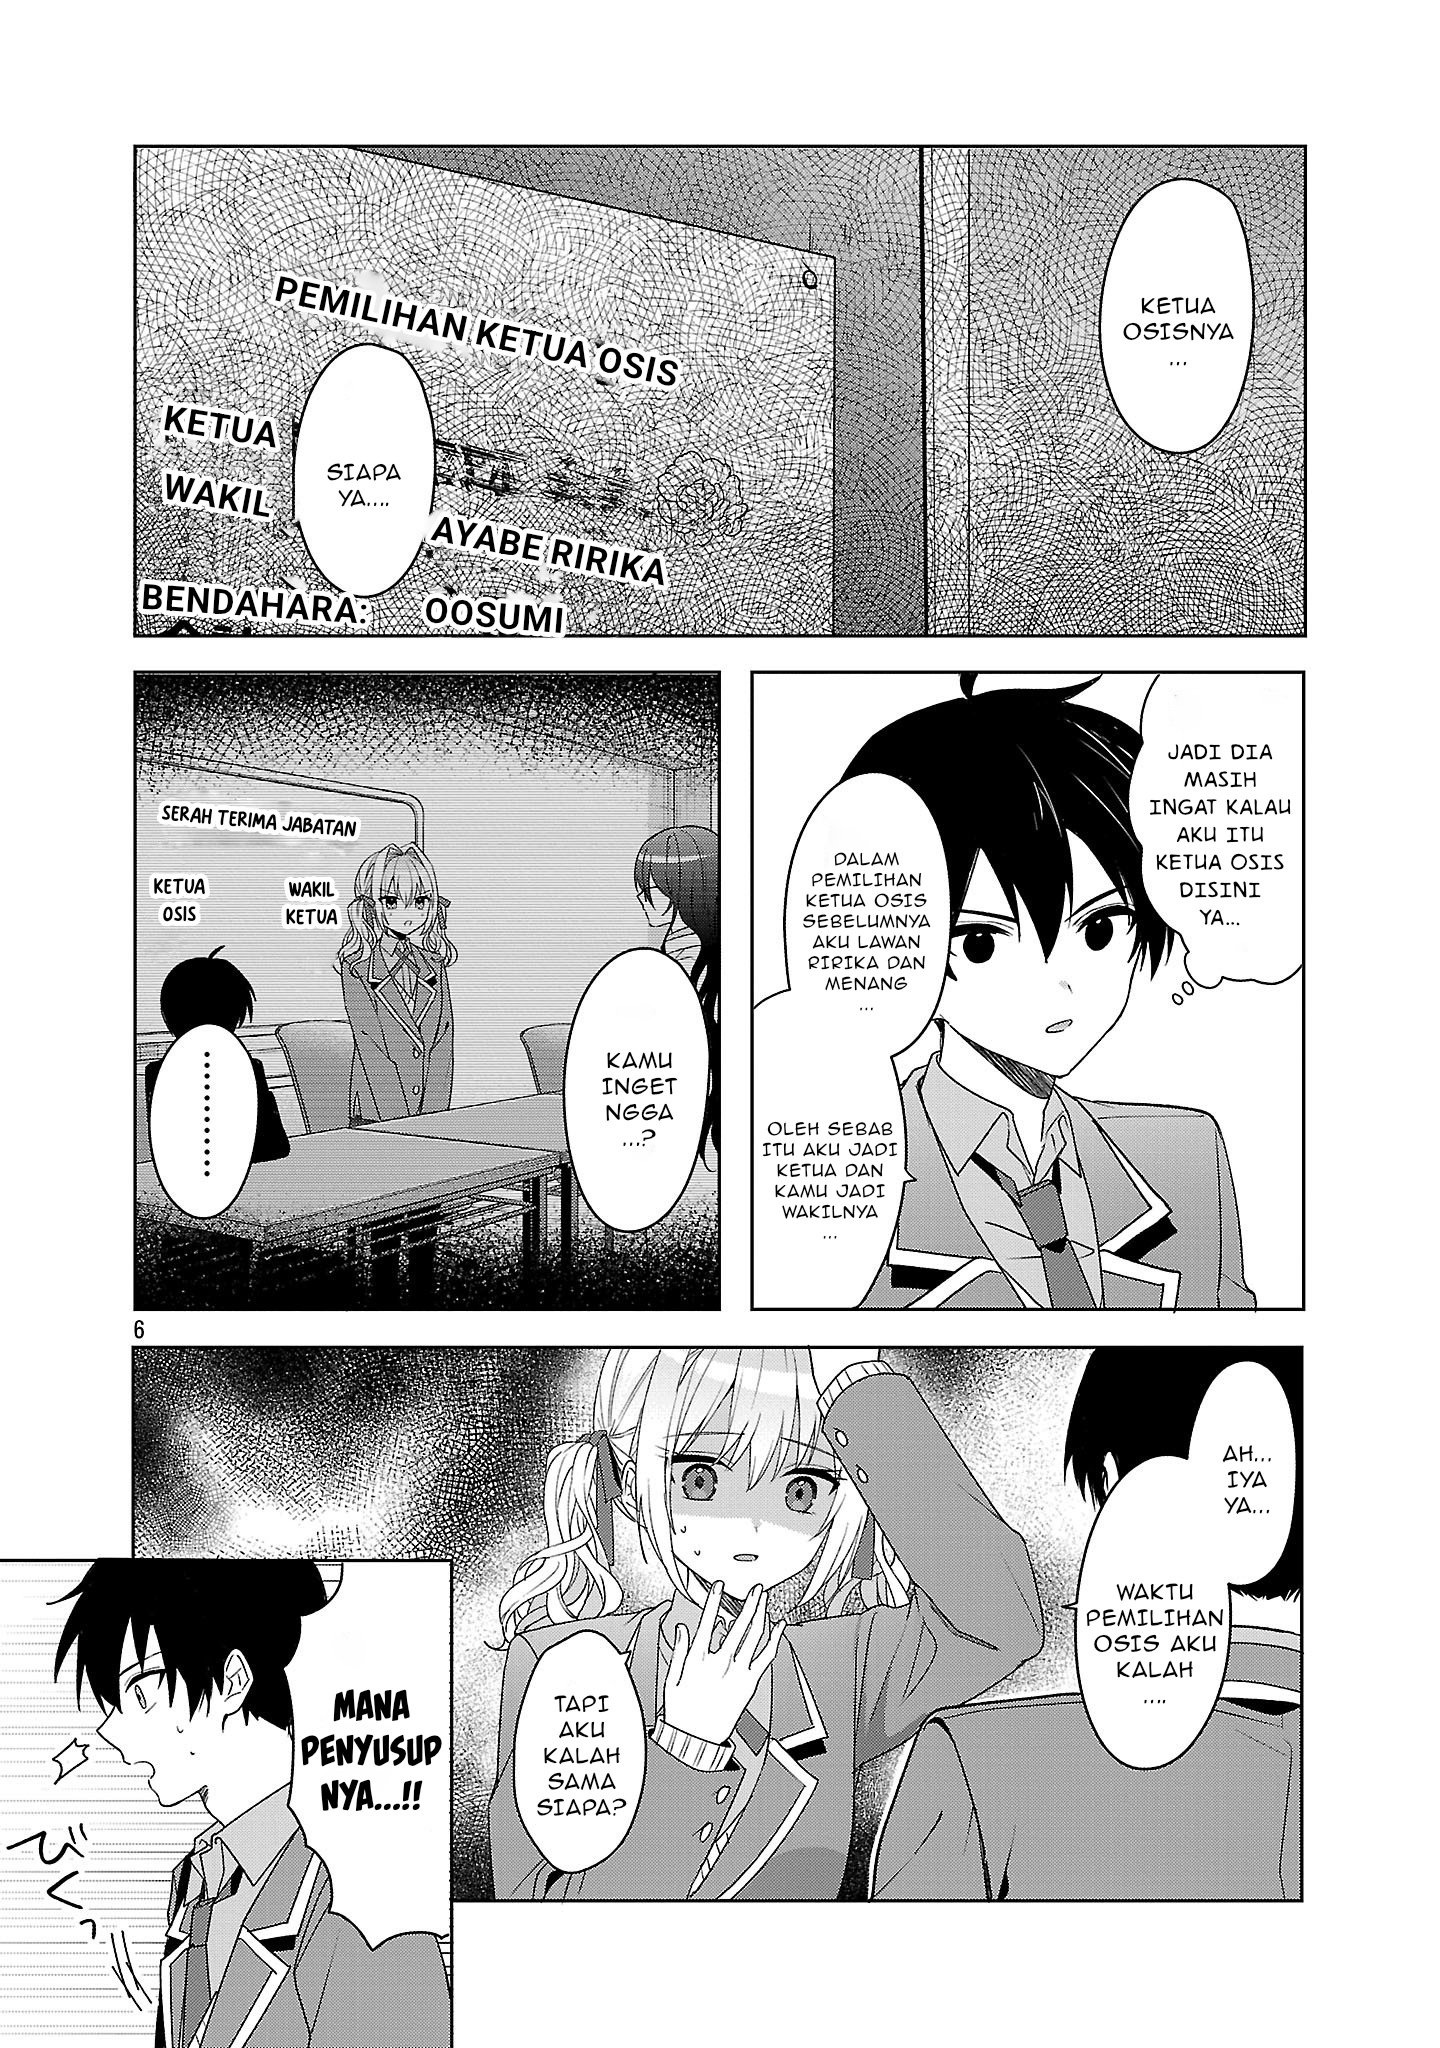 KETUA
OSISNYA
...
PEMILIHAN KETUA OSIS
KETUA
SIAPA
YA....
WAKIL
AYABE RIRIKA
BENDAHARA: OOSUMI
JADI DIA
MASIH
INGAT KALAU
AKU ITU
KETUA OSIS
DISINI
YA...
DALAM
PEMILIHAN
KETUA OSIS
SEBELUMNYA
AKU LAWAN
RIRIKA DAN
MENANG
...
OLEH SEBAB
ITU AKU JADI
KETUA DAN
KAMU JADI
WAKILNYA
...
SERAH TERIMA JABATAN
KETUA
OSIS
WAKIL
KETUA
KAMU
INGET
NGGA
....?
..........
6
AH...
IYA
YA...
WAKTU
PEMILIHAN
OSIS AKU
KALAH
....
TAPI
AKU
KALAH
SAMA
SIAPA?
MANA
PENYUSUP
NYA...!!
びくっ